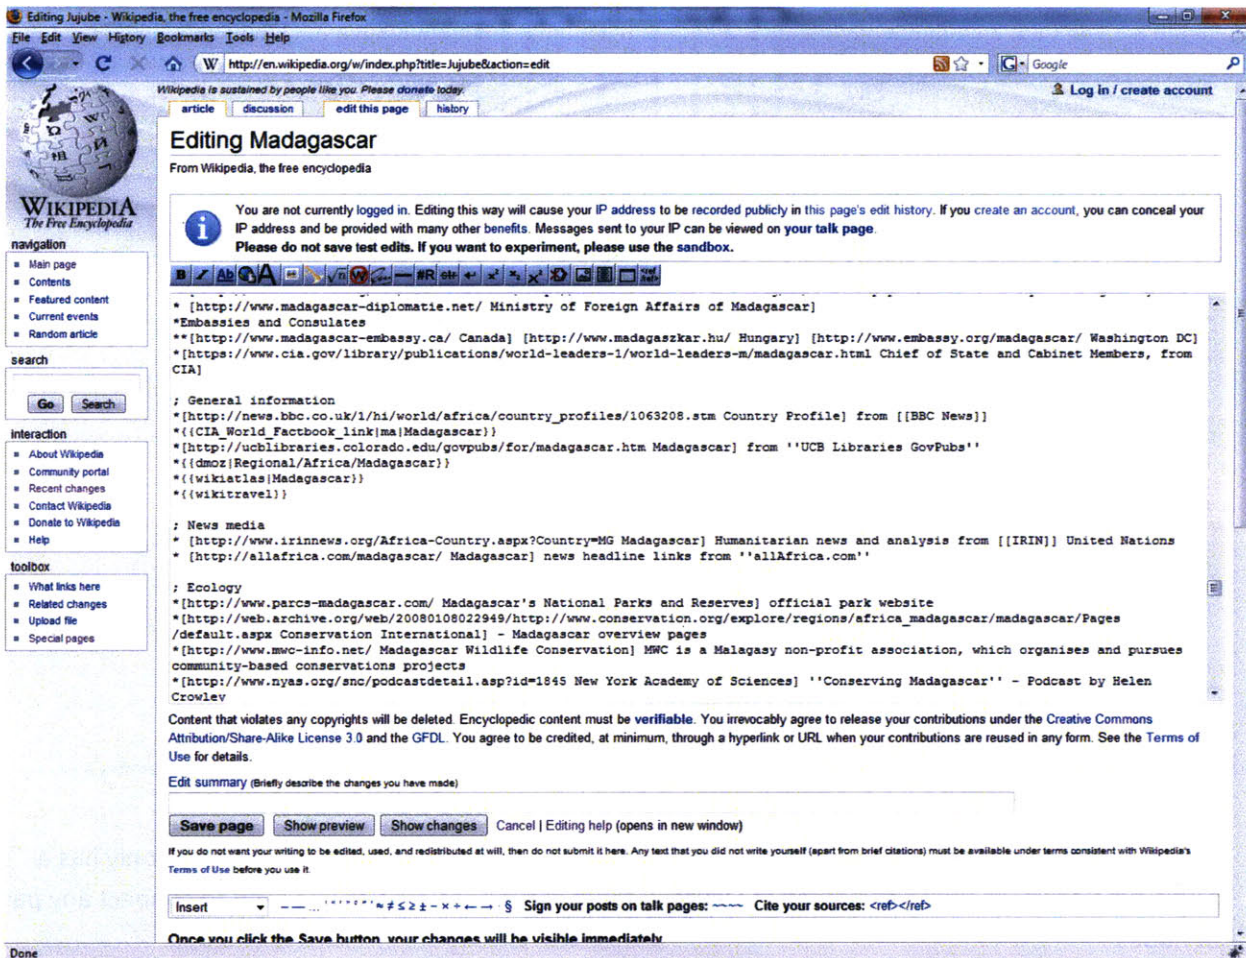 Editing Jujube - Wikipedia, the free encyclopedia - Mozilla Firefox
File Edit View History Bookmarks Tools Help
http://en.wikipedia.org/w/index.php?title=Jujube&action=edit
Google
Wikipedia is sustained by people like you. Please donate today.
Log in / create account
article discussion edit this page history
Editing Madagascar
From Wikipedia, the free encyclopedia
You are not currently logged in. Editing this way will cause your IP address to be recorded publicly in this page's edit history. If you create an account, you can conceal your
IP address and be provided with many other benefits. Messages sent to your IP can be viewed on your talk page.
Please do not save test edits. If you want to experiment, please use the sandbox.
WIKIPEDIA
The Free Encyclopedia
navigation
Main page
Contents
Featured content
Current events
Random article
search
Go Search
interaction
About Wikipedia
Community portal
Recent changes
Contact Wikipedia
Donate to Wikipedia
Help
toolbox
What links here
Related changes
Upload file
Special pages
* [http://www.madagascar-diplomatie.net/ Ministry of Foreign Affairs of Madagascar]
*Embassies and Consulates
**[http://www.madagascar-embassy.ca/ Canada] [http://www.madagaszkar.hu/ Hungary] [http://www.embassy.org/madagascar/ Washington DC]
*[https://www.cia.gov/library/publications/world-leaders-1/world-leaders-m/madagascar.html Chief of State and Cabinet Members, from
CIA]
; General information
*[http://news.bbc.co.uk/1/hi/world/africa/country_profiles/1063208.stm Country Profile] from [[BBC News]]
*{{CIA_World_Factbook_link|ma|Madagascar}}
*[http://ucblibraries.colorado.edu/govpubs/for/madagascar.htm Madagascar] from ''UCB Libraries GovPubs''
*{{dmoz|Regional/Africa/Madagascar}}
*{{wikiatlas|Madagascar}}
*{{wikitravel}}
; News media
* [http://www.irinnews.org/Africa-Country.aspx?Country=MG Madagascar] Humanitarian news and analysis from [[IRIN]] United Nations
* [http://allafrica.com/madagascar/ Madagascar] news headline links from ''allAfrica.com''
; Ecology
*[http://www.parcs-madagascar.com/ Madagascar's National Parks and Reserves] official park website
*[http://web.archive.org/web/20080108022949/http://www.conservation.org/explore/regions/africa_madagascar/madagascar/Pages
/default.aspx Conservation International] - Madagascar overview pages
*[http://www.mwc-info.net/ Madagascar Wildlife Conservation] MWC is a Malagasy non-profit association, which organises and pursues
community-based conservations projects
*[http://www.nyas.org/snc/podcastdetail.asp?id=1845 New York Academy of Sciences] ''Conserving Madagascar'' - Podcast by Helen
Crowley
Content that violates any copyrights will be deleted. Encyclopedic content must be verifiable. You irrevocably agree to release your contributions under the Creative Commons
Attribution/Share-Alike License 3.0 and the GFDL. You agree to be credited, at minimum, through a hyperlink or URL when your contributions are reused in any form. See the Terms of
Use for details.
Edit summary (Briefly describe the changes you have made)
Save page Show preview Show changes Cancel | Editing help (opens in new window)
If you do not want your writing to be edited, used, and redistributed at will, then do not submit it here. Any text that you did not write yourself (apart from brief citations) must be available under terms consistent with Wikipedia's
Terms of Use before you use it.
Insert Sign your posts on talk pages: ~~~~ Cite your sources: <ref></ref>
Once you click the Save button, your changes will be visible immediately.
Done